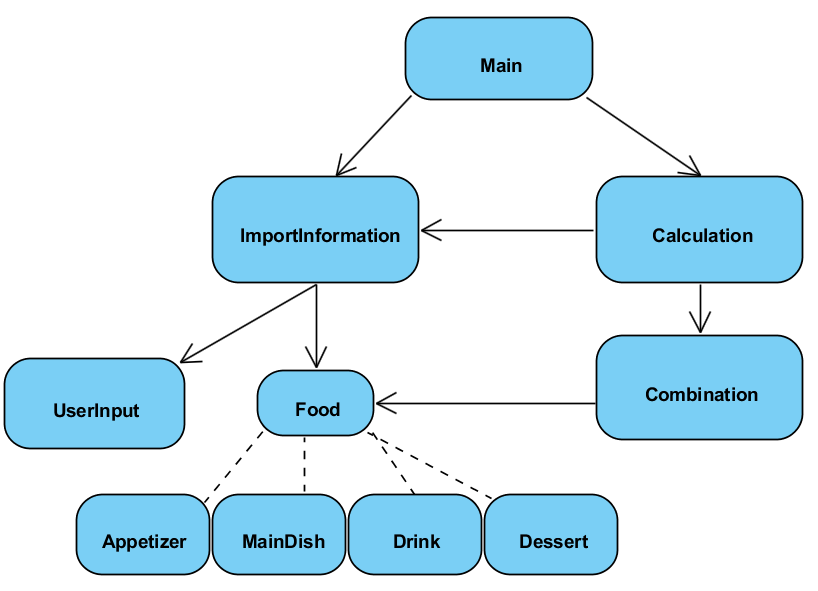 Main
ImportInformation
Calculation
UserInput
Food
Combination
Appetizer
MainDish
Drink
Dessert